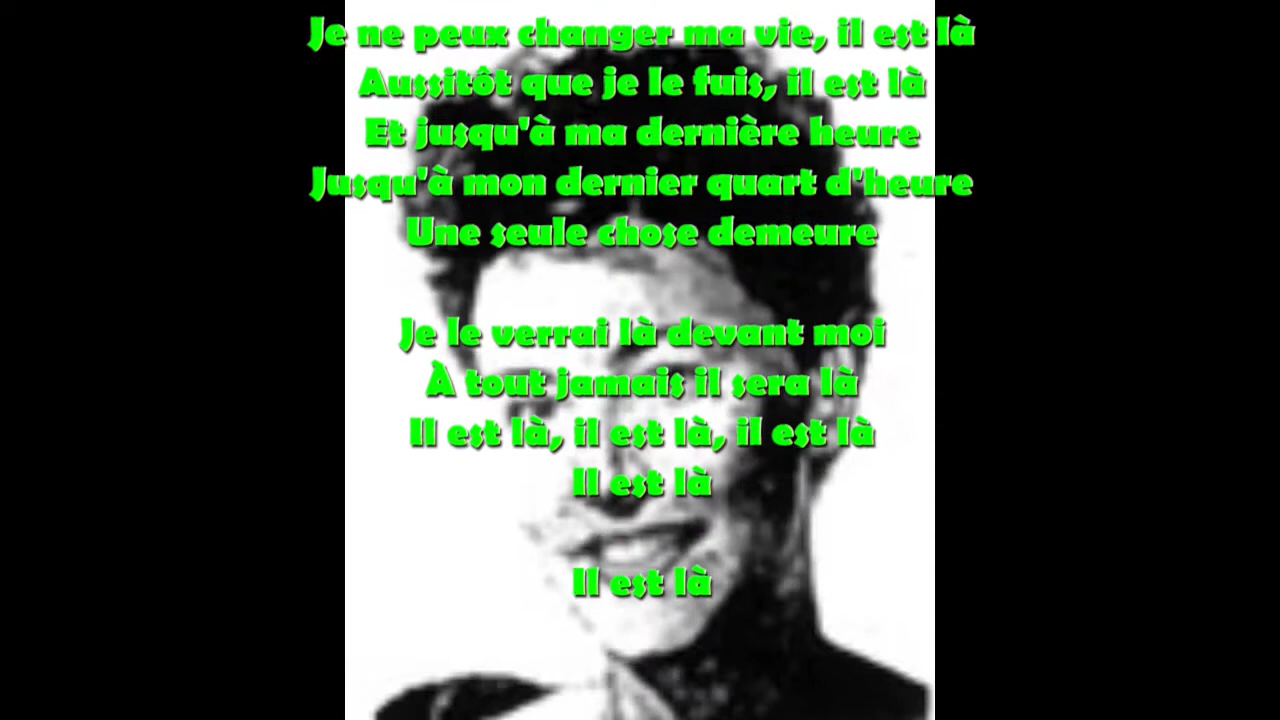 Je ne peux changer ma vie, il est là
Aussitôt que je le fuis, il est là
Et jusqu'à ma dernière heure
Jusqu'à mon dernier quart d'heure
Une seule chose demeure
Je le verrai là devant moi
À tout jamais il sera là
Il est là, il est là, il est là
Il est là
Il est là